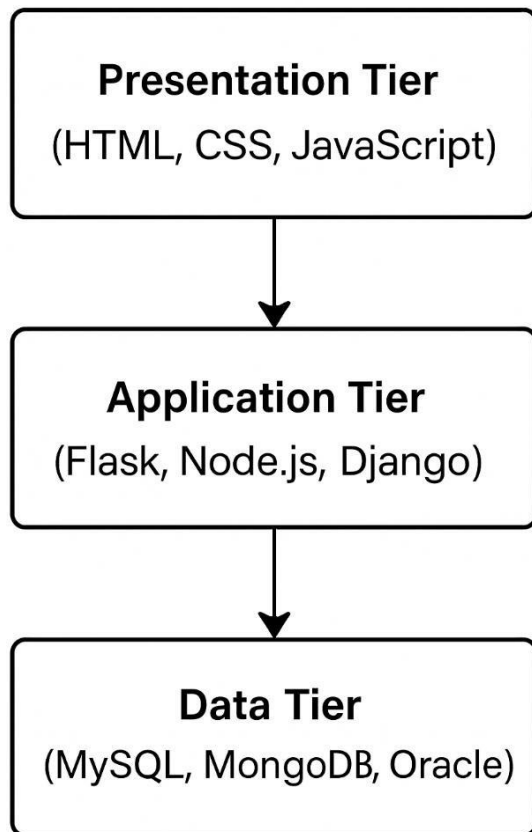 Presentation Tier
(HTML, CSS, JavaScript)
Application Tier
(Flask, Node.js, Django)
Data Tier
(MySQL, MongoDB, Oracle)